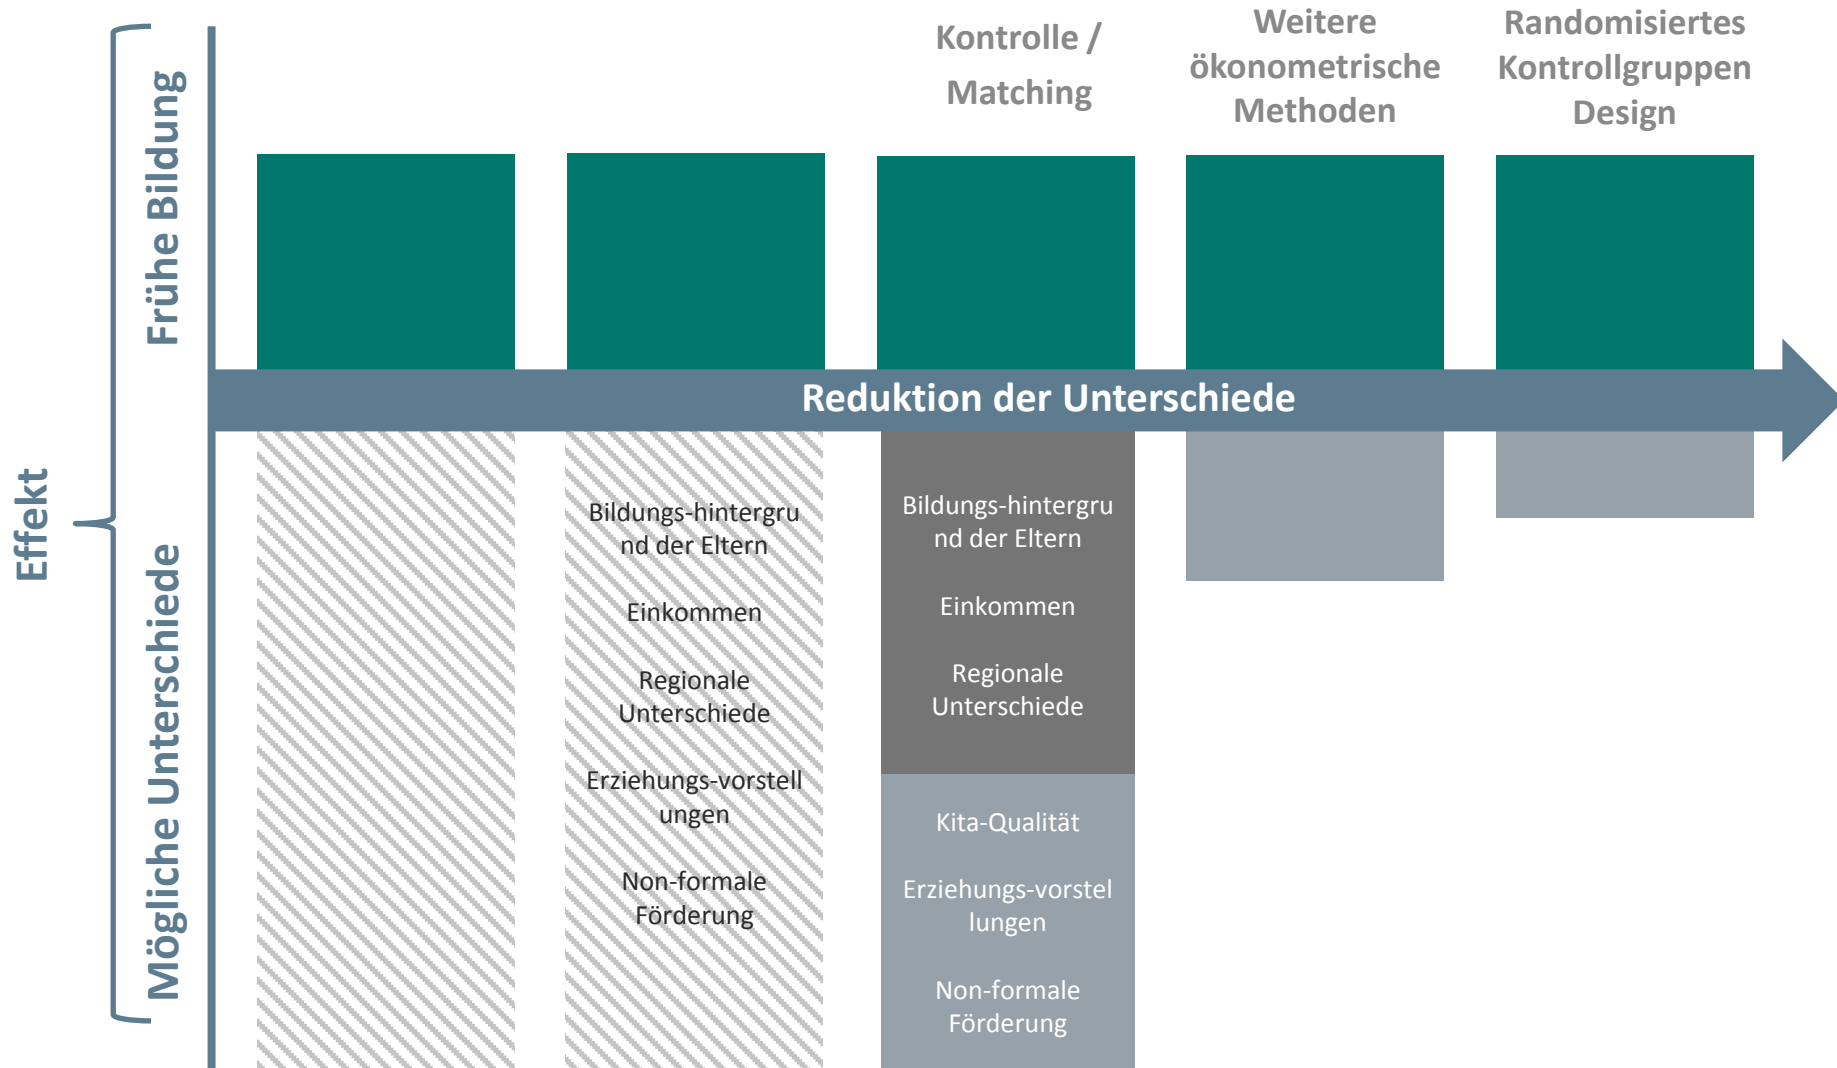 Effekt
Frühe Bildung
Mögliche Unterschiede
Kontrolle /
Matching
Weitere
ökonometrische
Methoden
Randomisiertes
Kontrollgruppen
Design
Reduktion der Unterschiede
Bildungs-hintergru
nd der Eltern
Einkommen
Regionale
Unterschiede
Erziehungs-vorstell
ungen
Non-formale
Förderung
Bildungs-hintergru
nd der Eltern
Einkommen
Regionale
Unterschiede
Kita-Qualität
Erziehungs-vorstel
lungen
Non-formale
Förderung